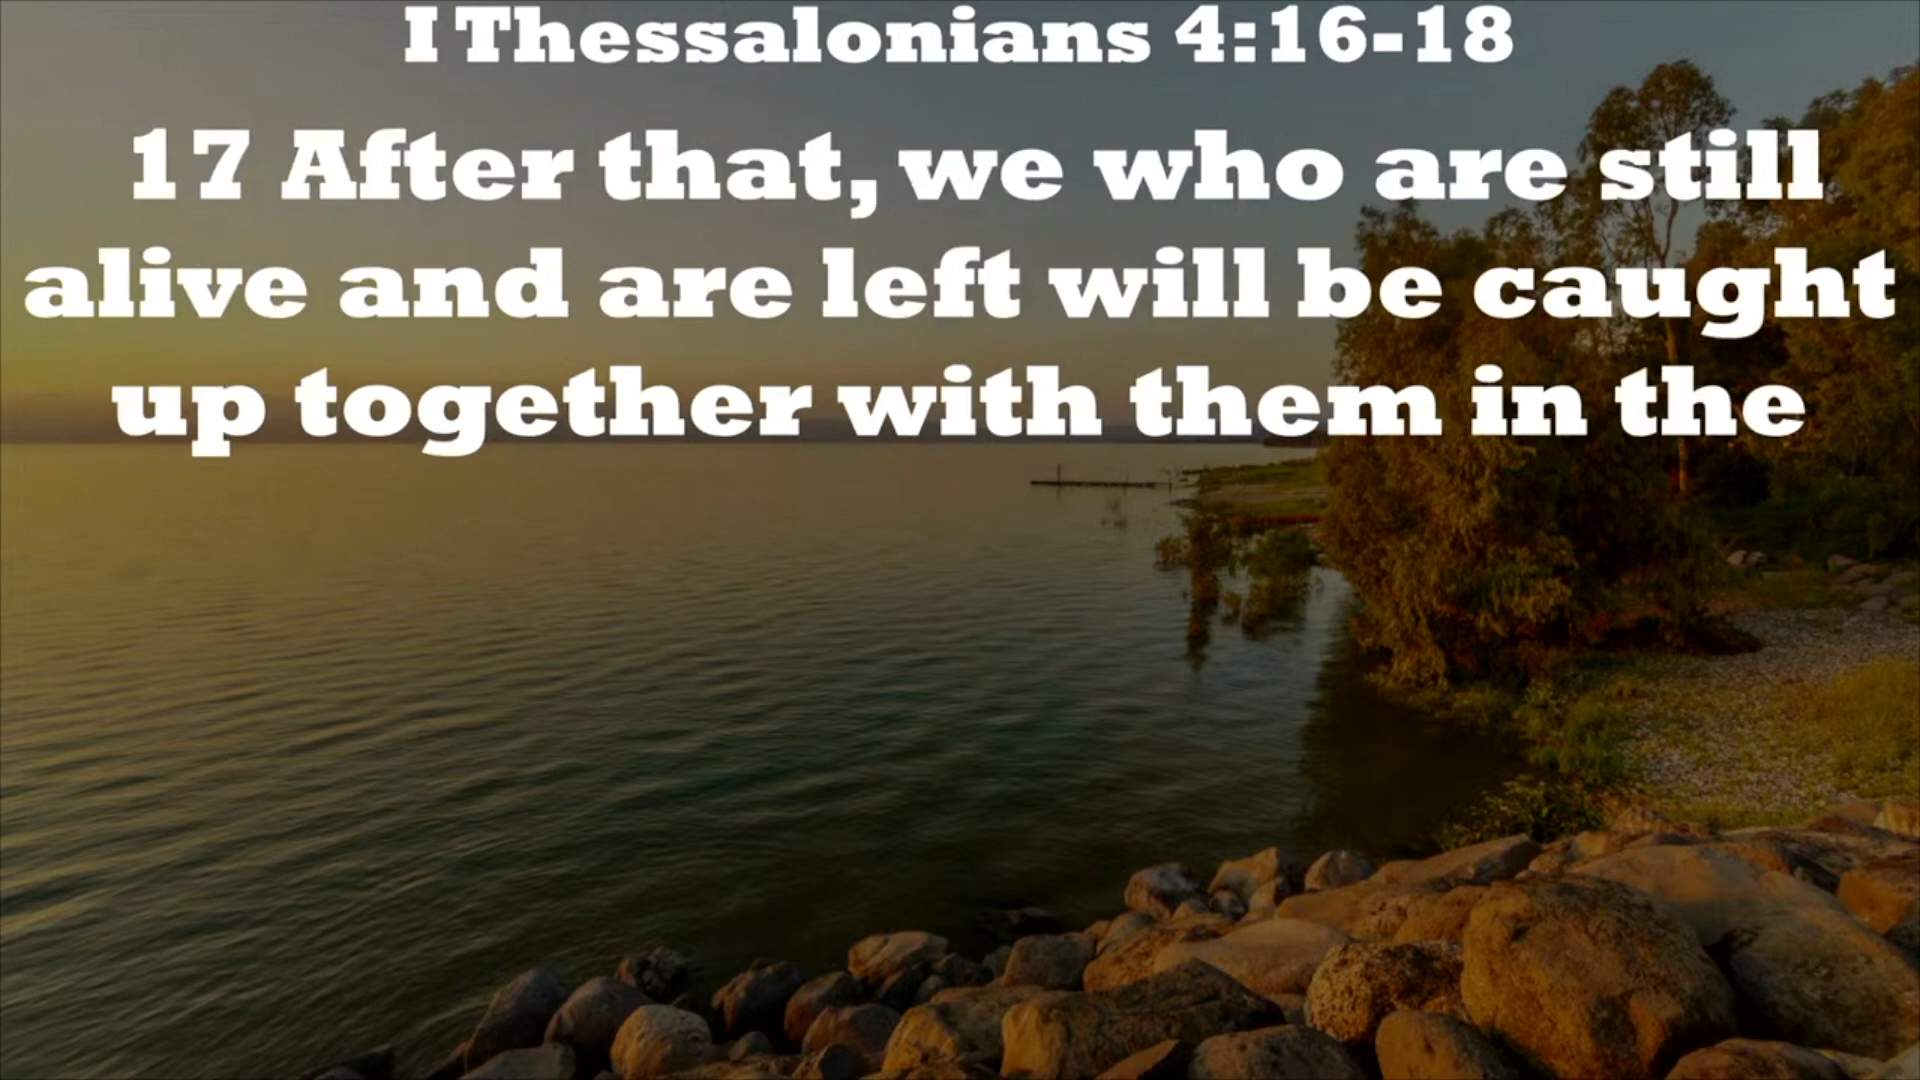 I Thessalonians 4:16-18
17 After that, we who are still
alive and are left will be caught
up together with them in the